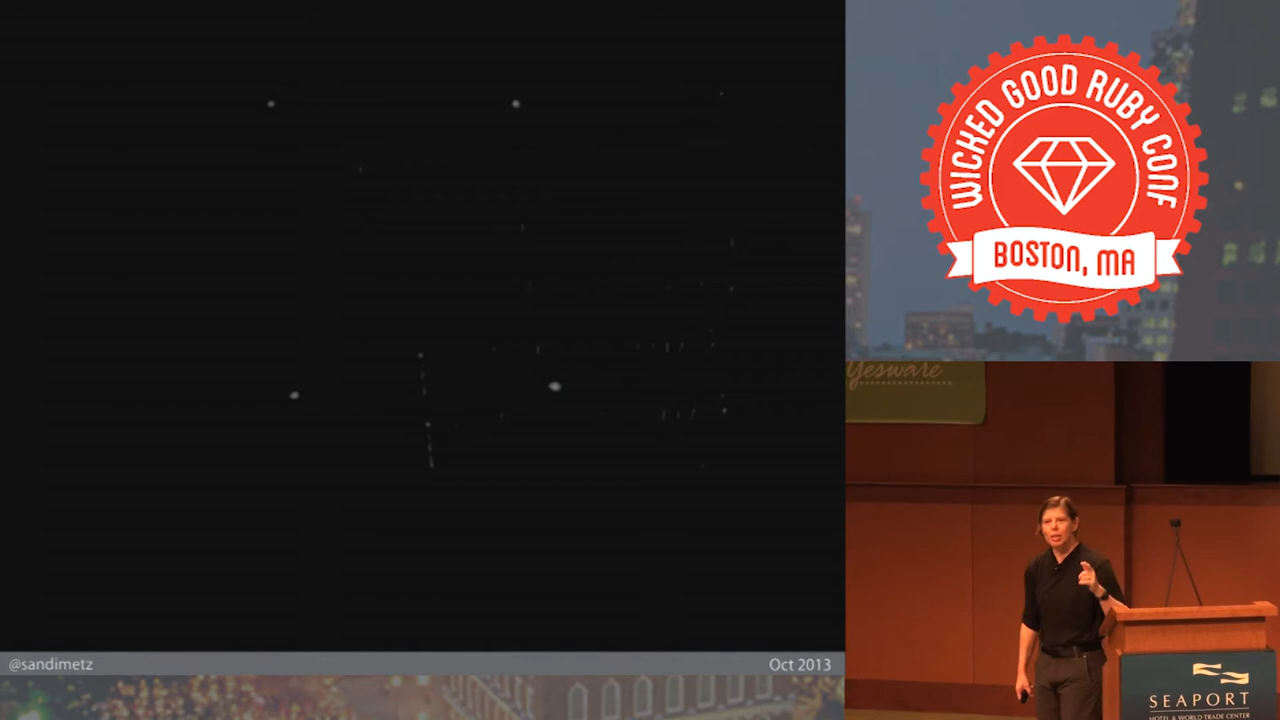 WICKED GOOD RUBY CONF
BOSTON, MA
Yesware
@sandimetz
Oct 2013
SEAPORT
HOTEL & WORLD TRADE CENTER